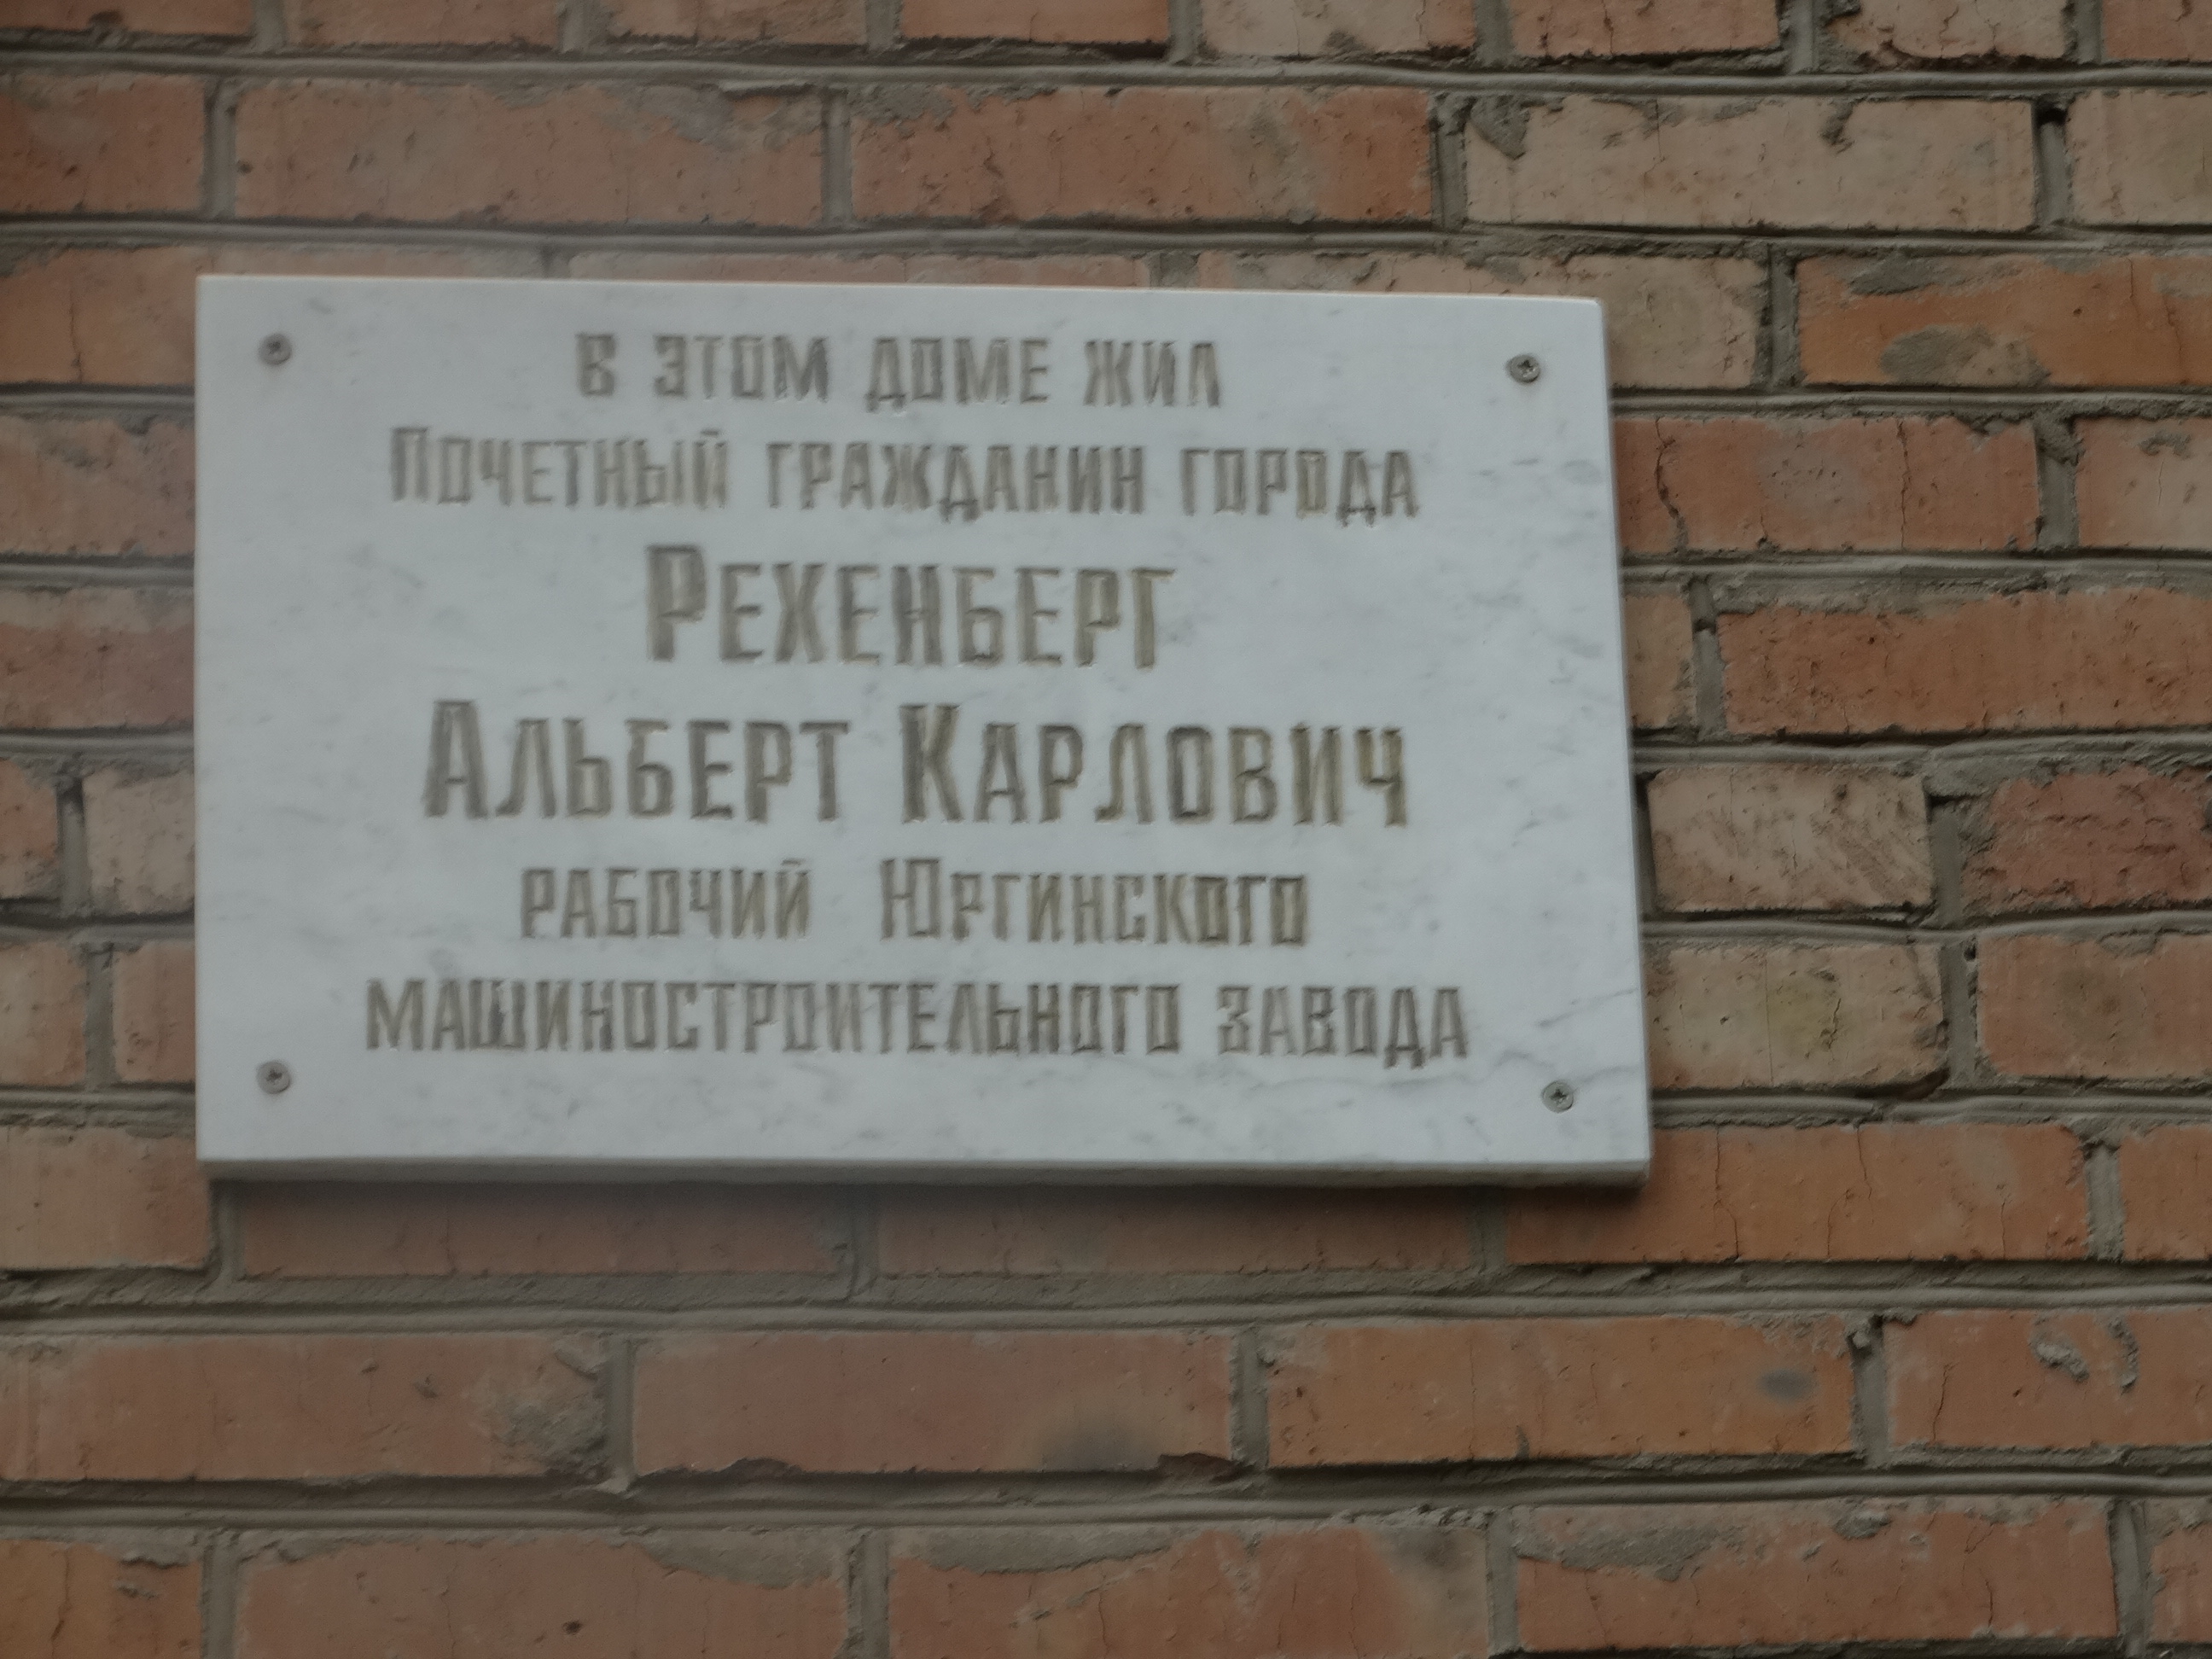 В ЭТОМ ДОМЕ ЖИЛ
ПОЧЕТНЫЙ ГРАЖДАНИН ГОРОДА
РЕХЕНБЕРГ
АЛЬБЕРТ КАРЛОВИЧ
РАБОЧИЙ ЮРГИНСКОГО
МАШИНОСТРОИТЕЛЬНОГО ЗАВОДА